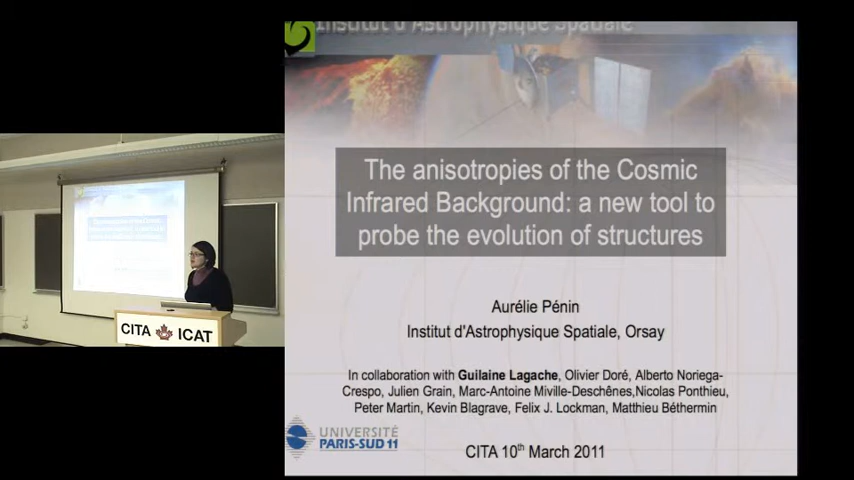 Institut d'Astrophysique Spatiale
The anisotropies of the Cosmic
Infrared Background: a new tool to
probe the evolution of structures
Aurélie Pénin
Institut d'Astrophysique Spatiale, Orsay
In collaboration with Guilaine Lagache, Olivier Doré, Alberto Noriega-
Crespo, Julien Grain, Marc-Antoine Miville-Deschênes,Nicolas Ponthieu,
Peter Martin, Kevin Blagrave, Felix J. Lockman, Matthieu Béthermin
UNIVERSITÉ
PARIS-SUD 11
CITA 10th March 2011
CITA ICAT